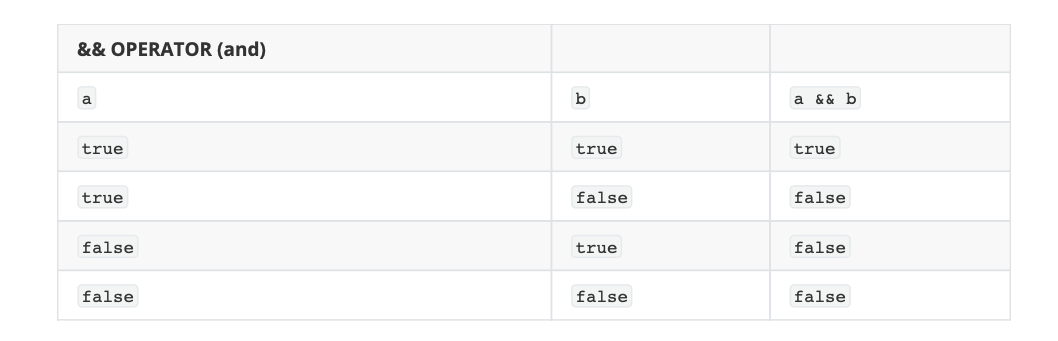 && OPERATOR (and)
a b a && b
true true true
true false false
false true false
false false false